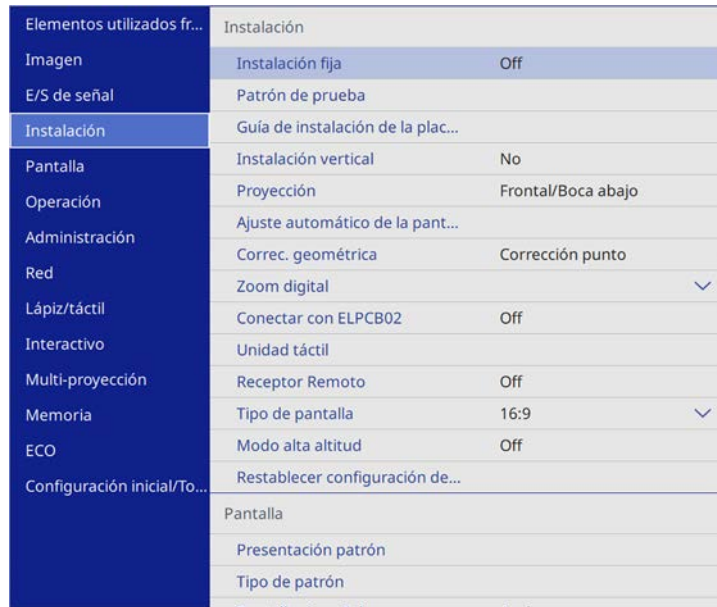 Elementos utilizados fr...
Imagen
E/S de señal
Instalación
Pantalla
Operación
Administración
Red
Lápiz/táctil
Interactivo
Multi-proyección
Memoria
ECO
Configuración inicial/To...
Instalación
Instalación fija Off
Patrón de prueba
Guía de instalación de la plac...
Instalación vertical No
Proyección Frontal/Boca abajo
Ajuste automático de la pant...
Correc. geométrica Corrección punto
Zoom digital
Conectar con ELPCB02 Off
Unidad táctil
Receptor Remoto Off
Tipo de pantalla 16:9
Modo alta altitud Off
Restablecer configuración de...
Pantalla
Presentación patrón
Tipo de patrón